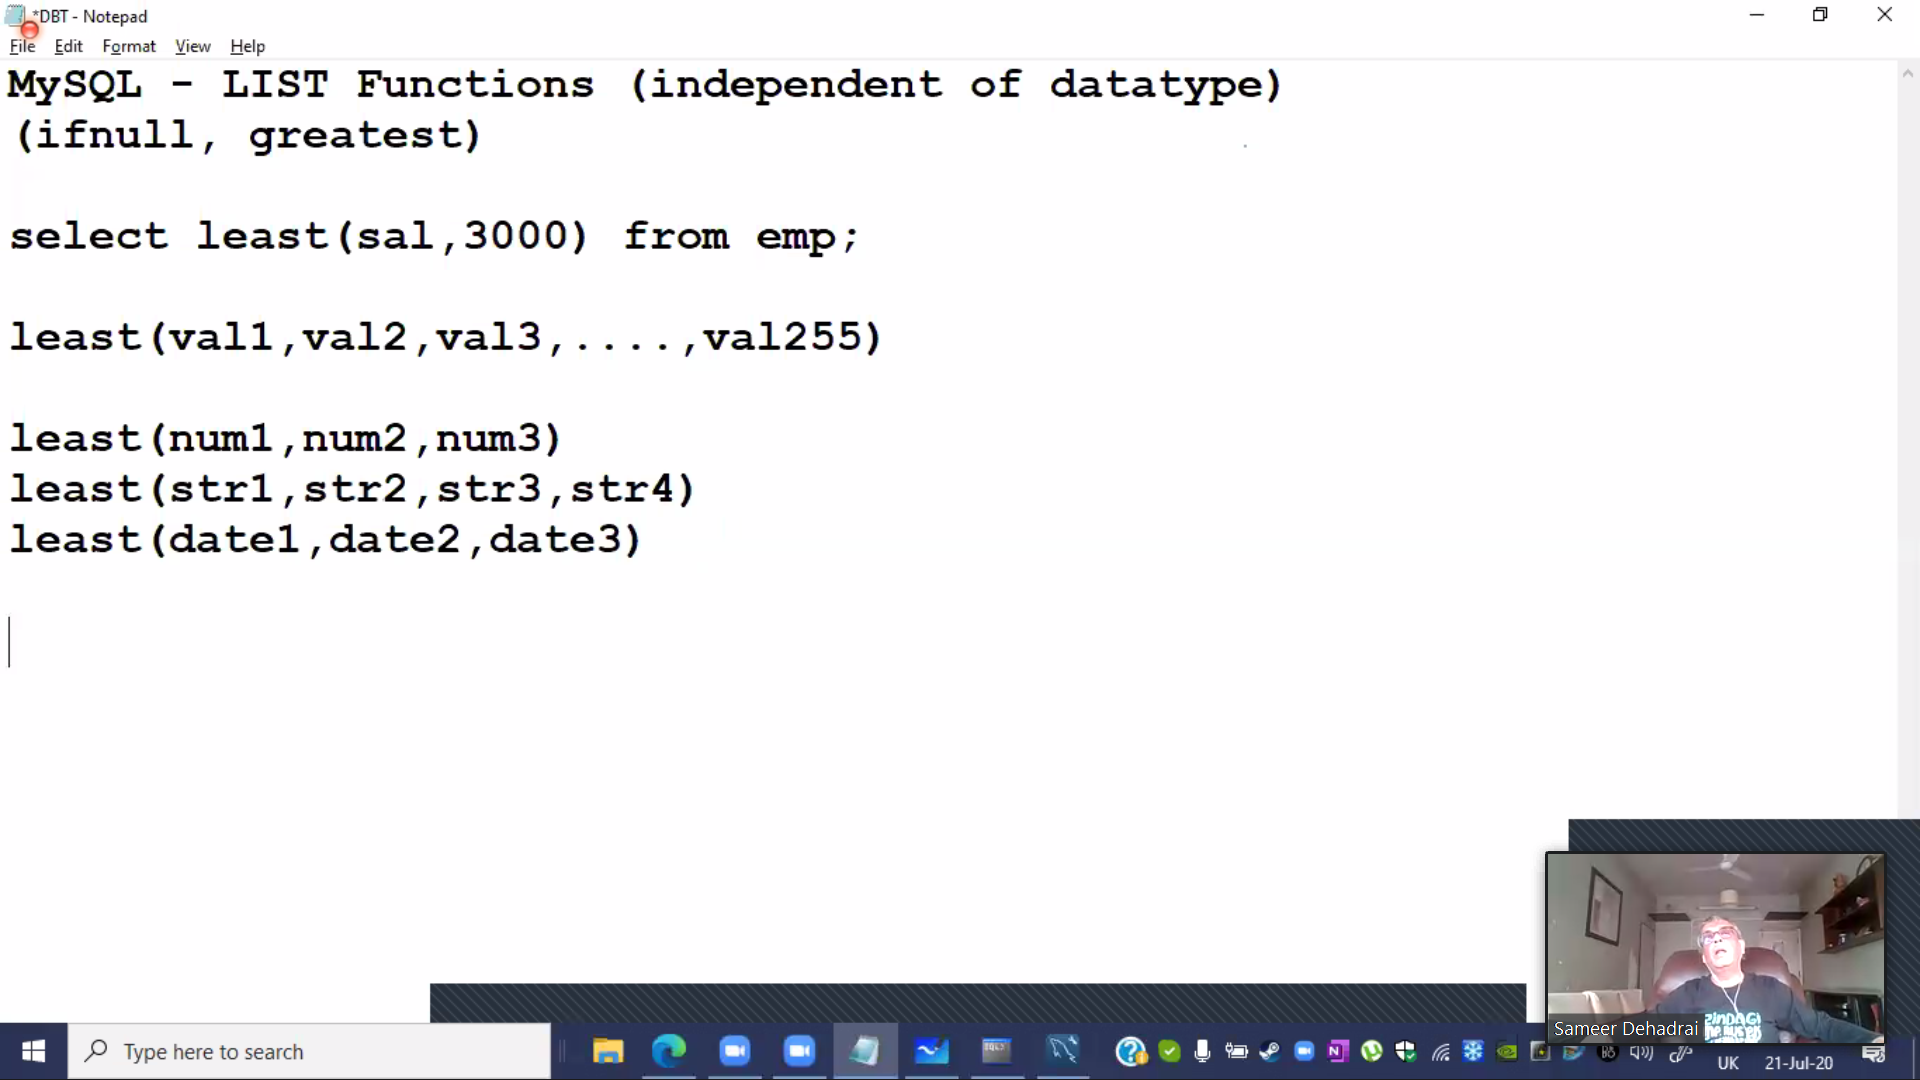 *DBT - Notepad
File Edit Format View Help
MySQL - LIST Functions (independent of datatype)
(ifnull, greatest)
select least(sal,3000) from emp;
least(val1,val2,val3,....,val255)
least(num1,num2,num3)
least(str1,str2,str3,str4)
least(date1,date2,date3)
Sameer Dehadrai
Type here to search
UK 21-Jul-20